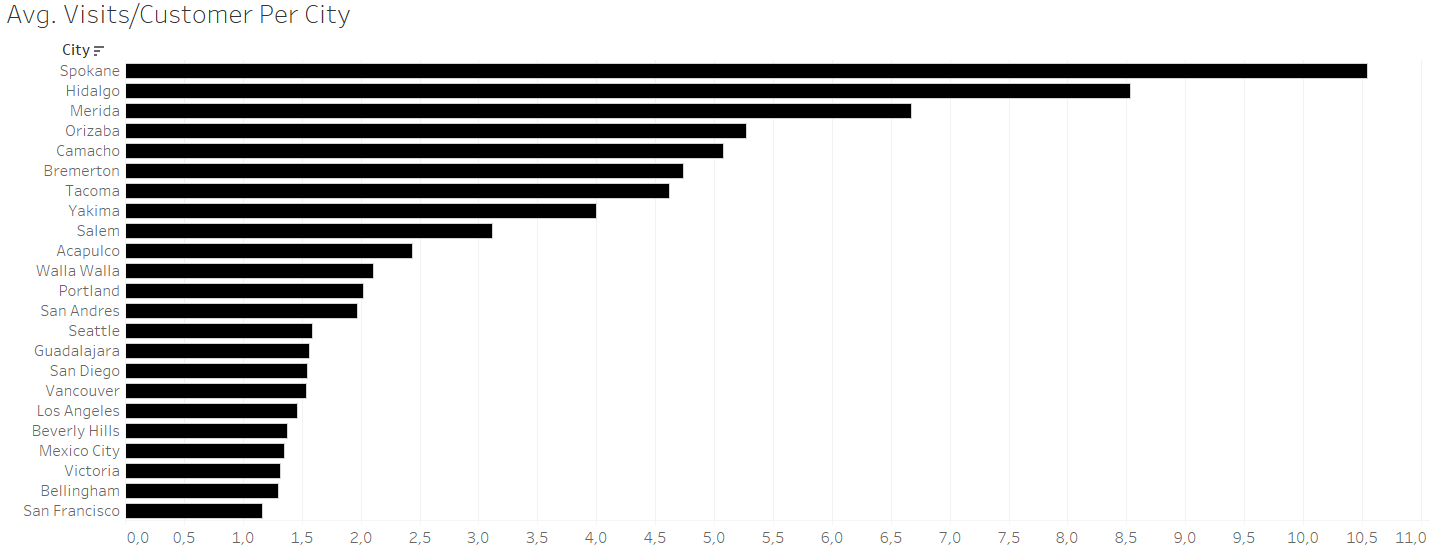 Avg. Visits/Customer Per City
City
Spokane
Hidalgo
Merida
Orizaba
Camacho
Bremerton
Tacoma
Yakima
Salem
Acapulco
Walla Walla
Portland
San Andres
Seattle
Guadalajara
San Diego
Vancouver
Los Angeles
Beverly Hills
Mexico City
Victoria
Bellingham
San Francisco
0,0 0,5 1,0 1,5 2,0 2,5 3,0 3,5 4,0 4,5 5,0 5,5 6,0 6,5 7,0 7,5 8,0 8,5 9,0 9,5 10,0 10,5 11,0